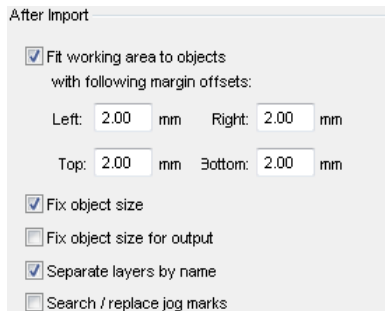 After Import
Fit working area to objects
with following margin offsets:
Left: 2.00 mm Right: 2.00 mm
Top: 2.00 mm Bottom: 2.00 mm
Fix object size
Fix object size for output
Separate layers by name
Search / replace jog marks